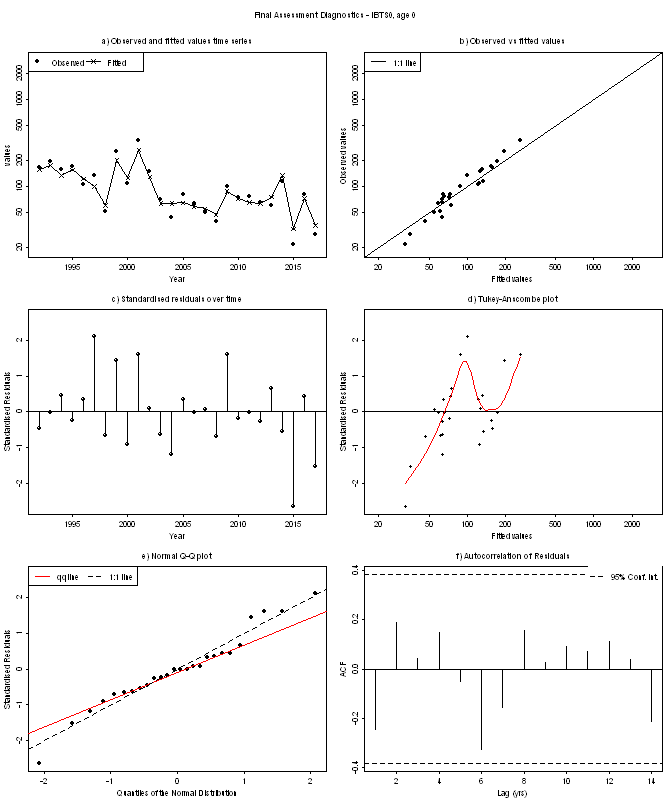 Final Assessment Diagnostics - IBTS0, age 0
a) Observed and fitted values time series
Observed Fitted
values
20 50 100 200 500 1000 2000
1995 2000 2005 2010 2015
Year
b) Observed vs fitted values
1:1 line
Observed values
20 50 100 200 500 1000 2000
20 50 100 200 500 1000 2000
Fitted values
c) Standardised residuals over time
Standardised Residuals
-2 -1 0 1 2
1995 2000 2005 2010 2015
Year
d) Tukey-Anscombe plot
Standardised Residuals
-2 -1 0 1 2
20 50 100 200 500 1000 2000
Fitted values
e) Normal Q-Q plot
qq line 1:1 line
Standardised Residuals
-2 -1 0 1 2
-2 -1 0 1 2
Quantiles of the Normal Distribution
f) Autocorrelation of Residuals
95% Conf. Int.
ACF
-0.4 -0.2 0.0 0.2 0.4
2 4 6 8 10 12 14
Lag (yrs)